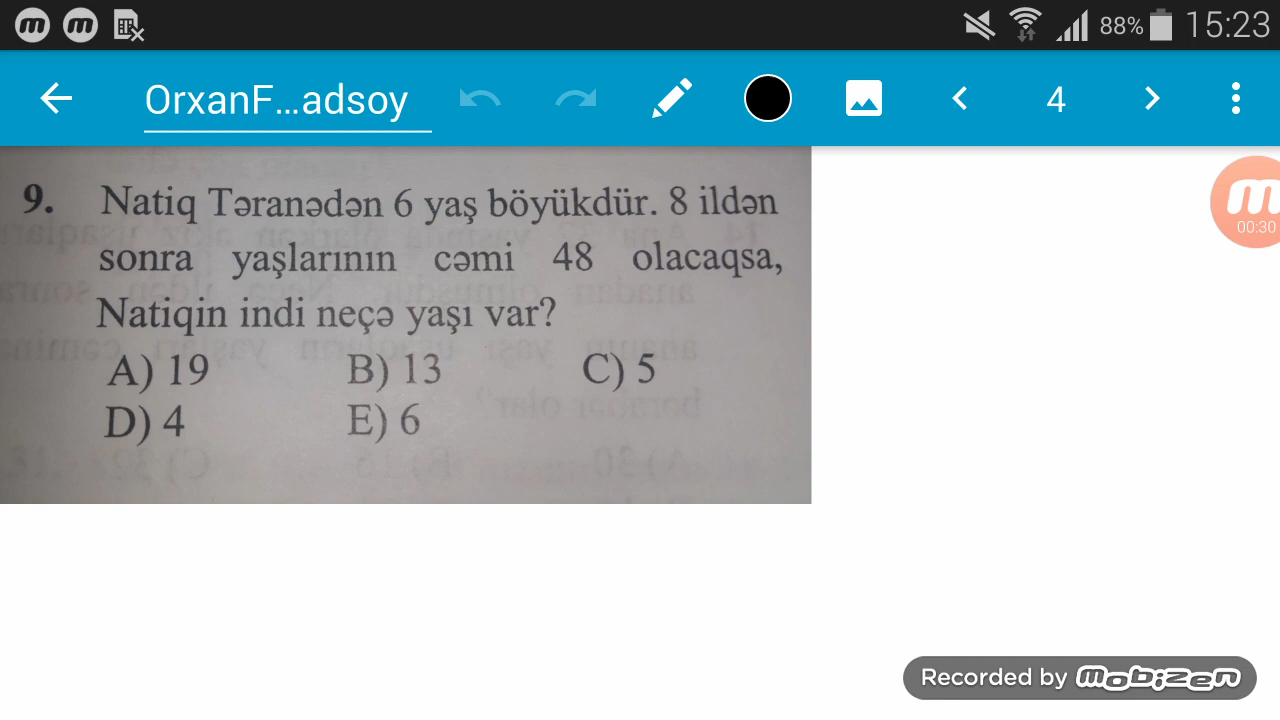 88% 15:23
OrxanF...adsoy 4
9. Natiq Təranədən 6 yaş böyükdür. 8 ildən
sonra yaşlarının cəmi 48 olacaqsa,
Natiqin indi neçə yaşı var?
A) 19 B) 13 C) 5
D) 4 E) 6
00:30
Recorded by mobizen